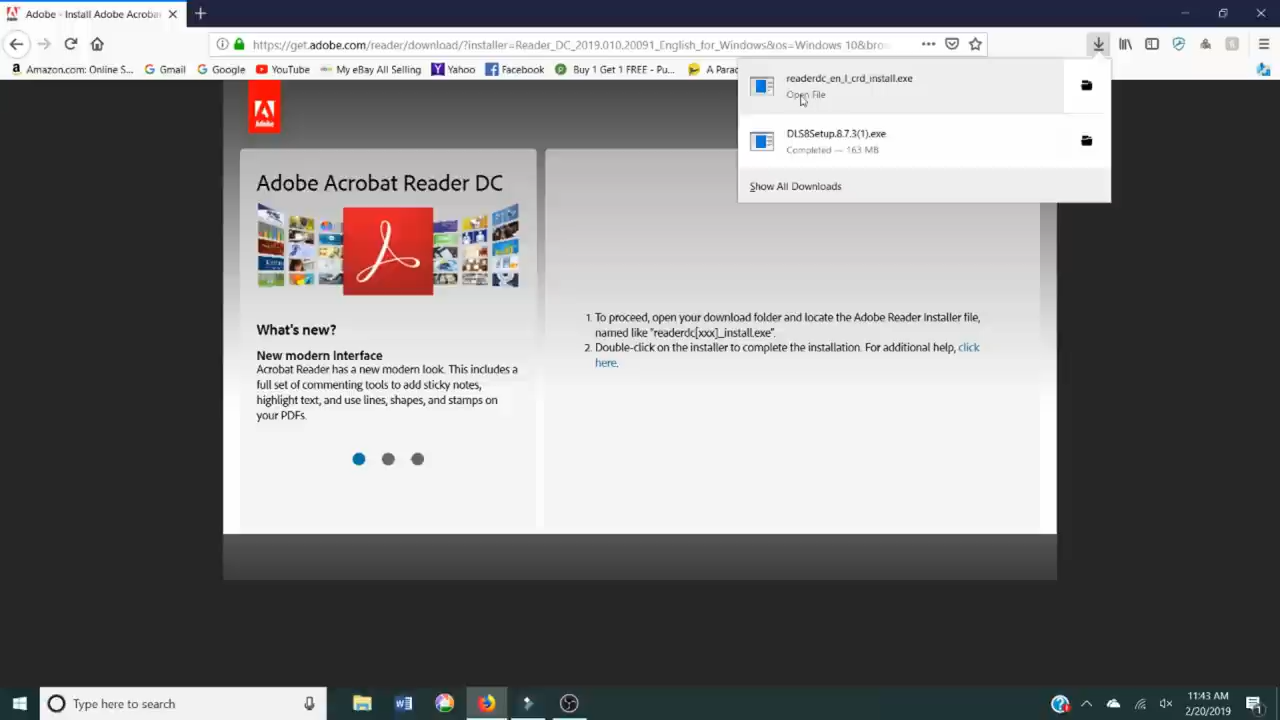 Adobe - Install Adobe Acrobat
https://get.adobe.com/reader/download/?installer=Reader_DC_2019.010.20091_English_for_Windows&os=Windows 10&bro
Amazon.com: Online S...
Gmail
Google
YouTube
My eBay All Selling
Yahoo
Facebook
Buy 1 Get 1 FREE - Pu...
A Parac
readerdc_en_l_crd_install.exe
Open File
DLS8Setup.8.7.3(1).exe
Completed — 163 MB
Show All Downloads
Adobe
Adobe Acrobat Reader DC
What's new?
New modern interface
Acrobat Reader has a new modern look. This includes a
full set of commenting tools to add sticky notes,
highlight text, and use lines, shapes, and stamps on
your PDFs.
1. To proceed, open your download folder and locate the Adobe Reader Installer file,
named like "readerdc[xxx]_install.exe".
2. Double-click on the installer to complete the installation. For additional help, click
here.
Type here to search
11:43 AM
2/20/2019